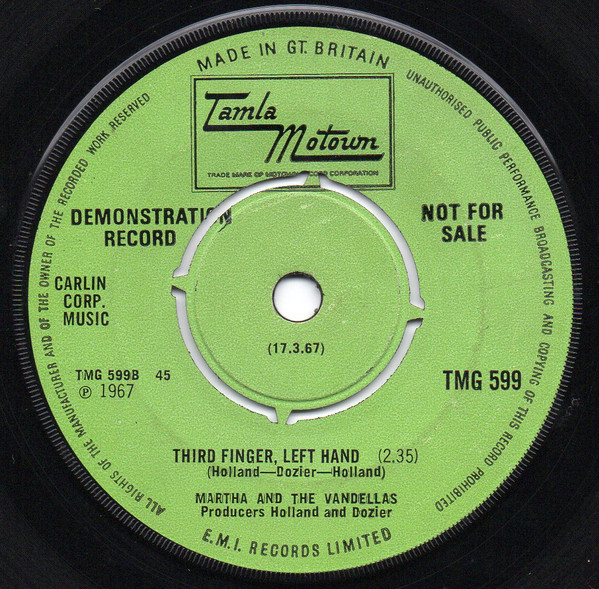 MADE IN GT. BRITAIN
Tamla
Motown
TRADE MARK OF MOTOWN RECORD CORPORATION
UNAUTHORISED PUBLIC PERFORMANCE BROADCASTING AND COPYING OF THIS RECORD PROHIBITED
ALL RIGHTS OF THE MANUFACTURER AND OF THE OWNER OF THE RECORDED WORK RESERVED
DEMONSTRATION
RECORD
NOT FOR
SALE
CARLIN
CORP.
MUSIC
(17.3.67)
TMG 599B 45
℗ 1967
TMG 599
THIRD FINGER, LEFT HAND (2.35)
(Holland—Dozier—Holland)
MARTHA AND THE VANDELLAS
Producers Holland and Dozier
E.M.I. RECORDS LIMITED